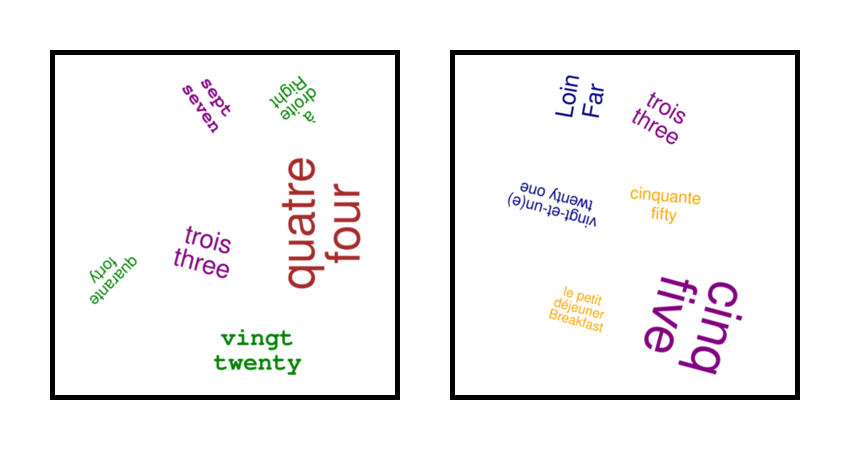 sept
seven
à
droite
Right
quatre
four
trois
three
quarante
forty
vingt
twenty
Loin
Far
trois
three
vingt-et-un(e)
twenty one
cinquante
fifty
le petit
déjeuner
Breakfast
cinq
five